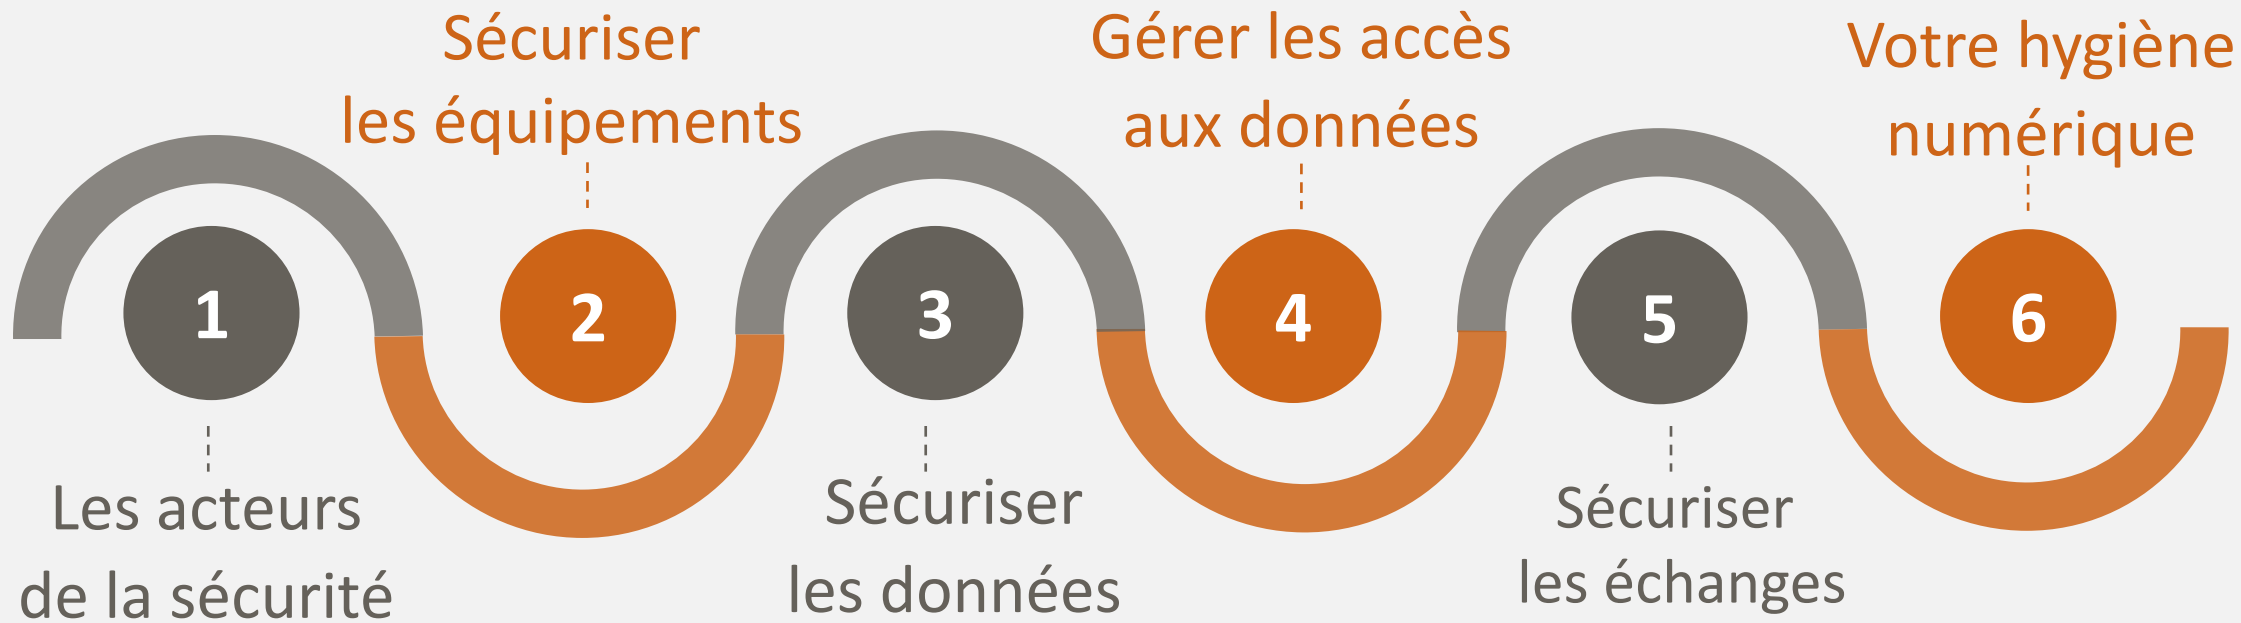 1
Les acteurs
de la sécurité
Sécuriser
les équipements
2
3
Sécuriser
les données
Gérer les accès
aux données
4
5
Sécuriser
les échanges
Votre hygiène
numérique
6